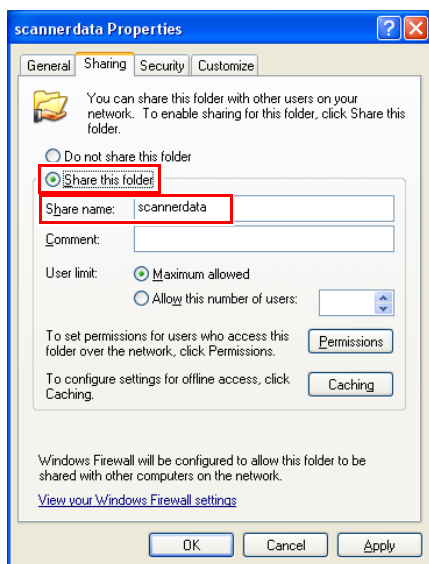 scannerdata Properties
General Sharing Security Customize
You can share this folder with other users on your
network. To enable sharing for this folder, click Share this
folder.
Do not share this folder
Share this folder
Share name: scannerdata
Comment:
User limit: Maximum allowed
Allow this number of users:
To set permissions for users who access this
folder over the network, click Permissions.
Permissions
To configure settings for offline access, click
Caching.
Caching
Windows Firewall will be configured to allow this folder to be
shared with other computers on the network.
View your Windows Firewall settings
OK Cancel Apply